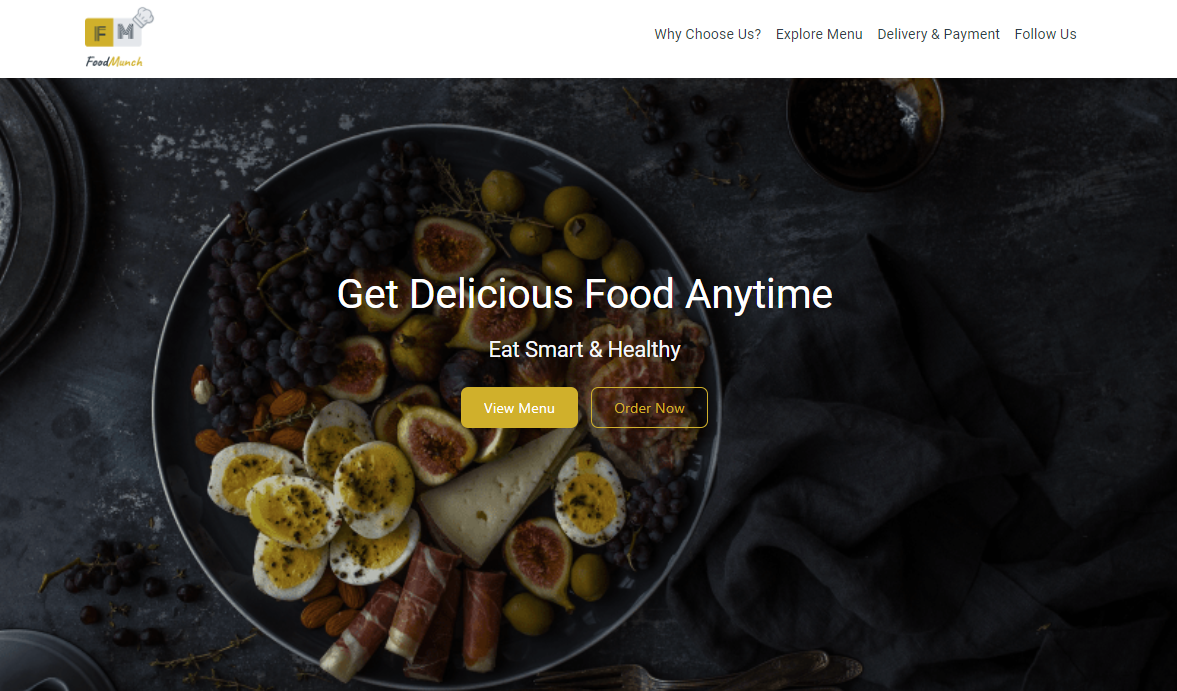 F M
FoodMunch
Why Choose Us? Explore Menu Delivery & Payment Follow Us
Get Delicious Food Anytime
Eat Smart & Healthy
View Menu Order Now